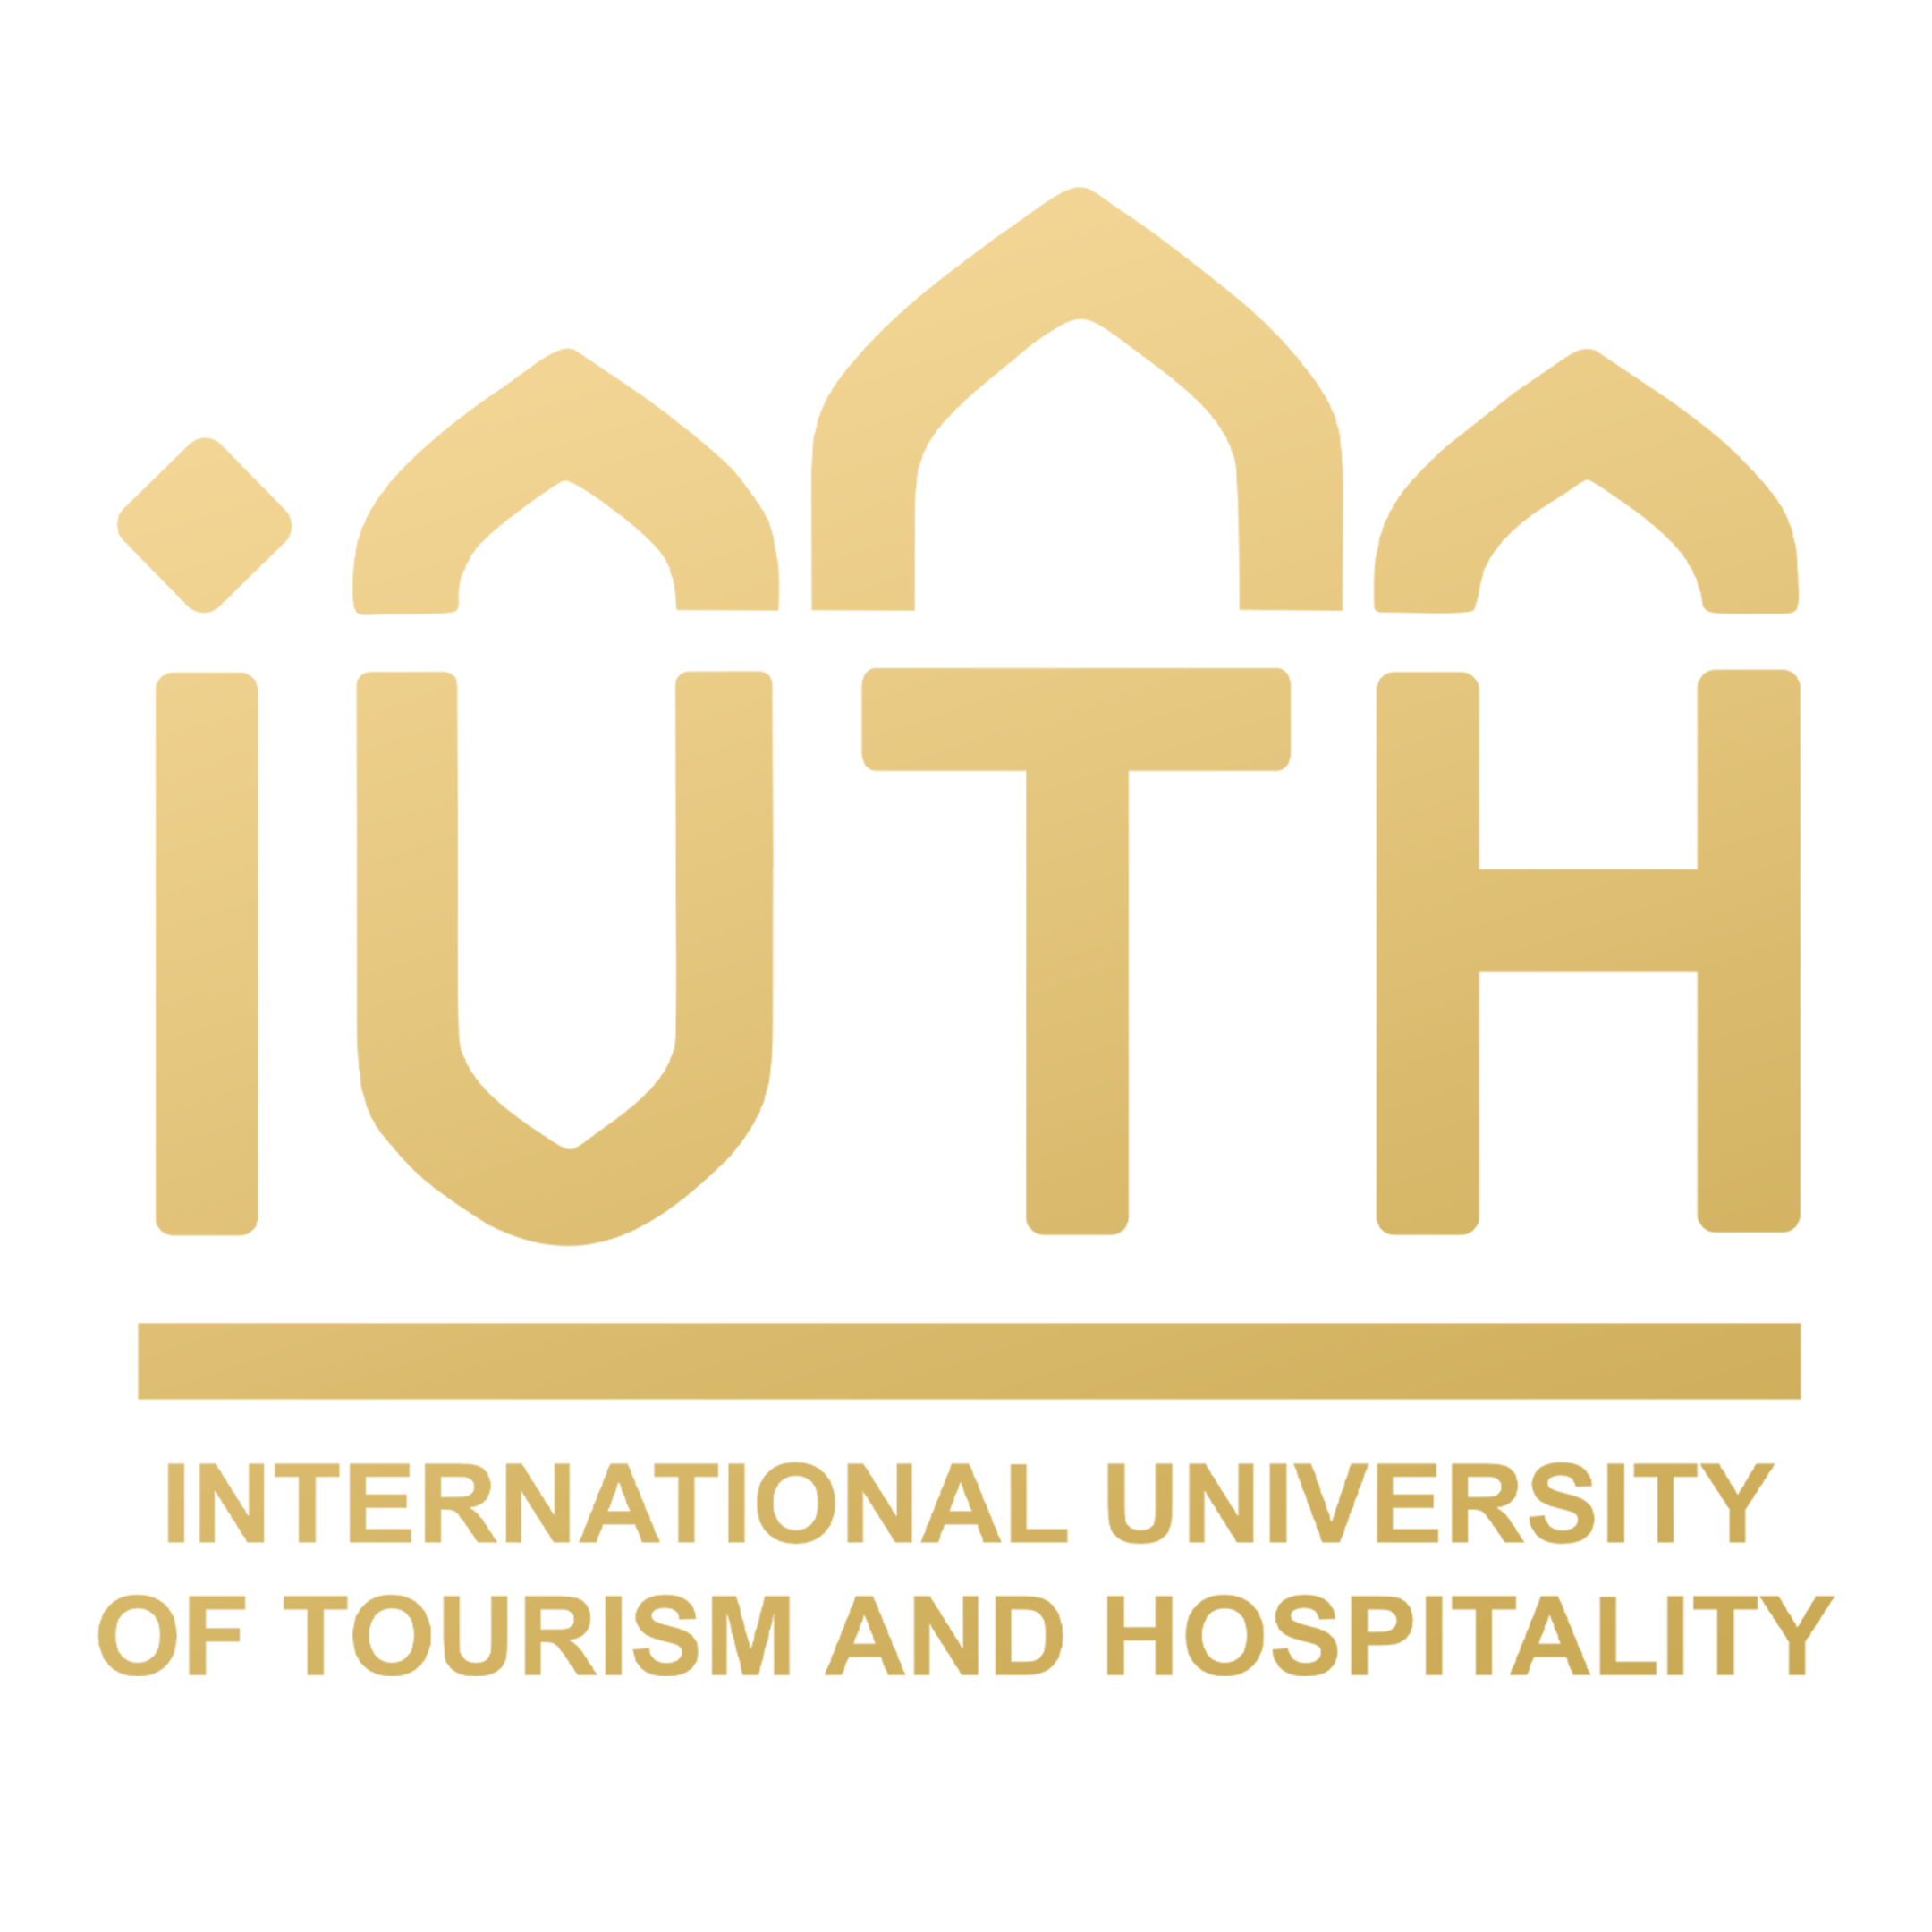 iUTH
INTERNATIONAL UNIVERSITY
OF TOURISM AND HOSPITALITY